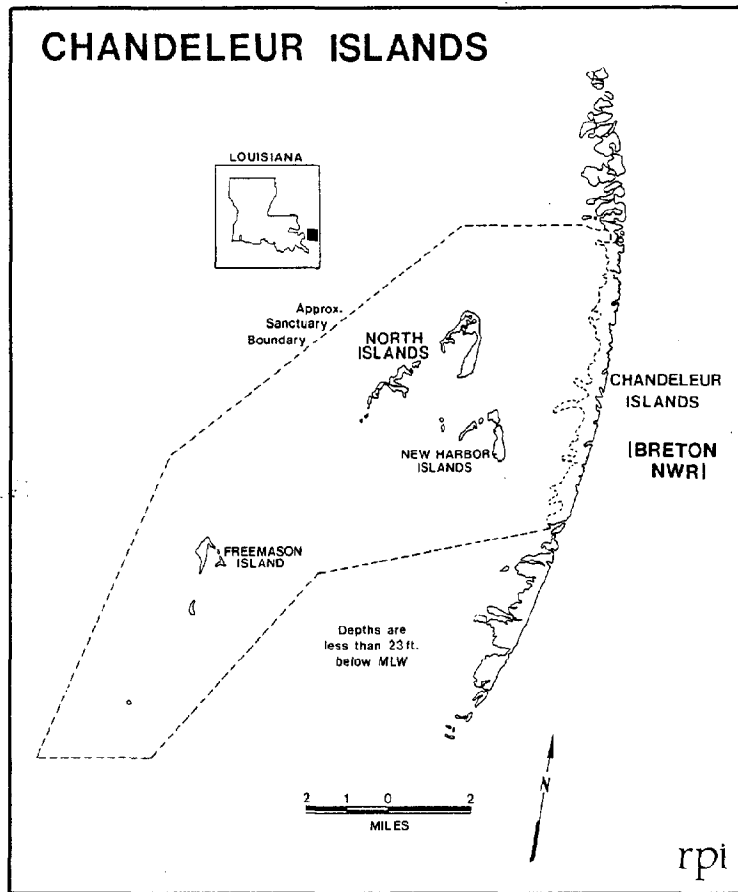 CHANDELEUR ISLANDS
LOUISIANA
Approx.
Sanctuary
Boundary
NORTH
ISLANDS
CHANDELEUR
ISLANDS
|BRETON
NWR|
NEW HARBOR
ISLANDS
FREEMASON
ISLAND
Depths are
less than 23 ft.
below MLW
2 1 0 2
MILES
N
rpi